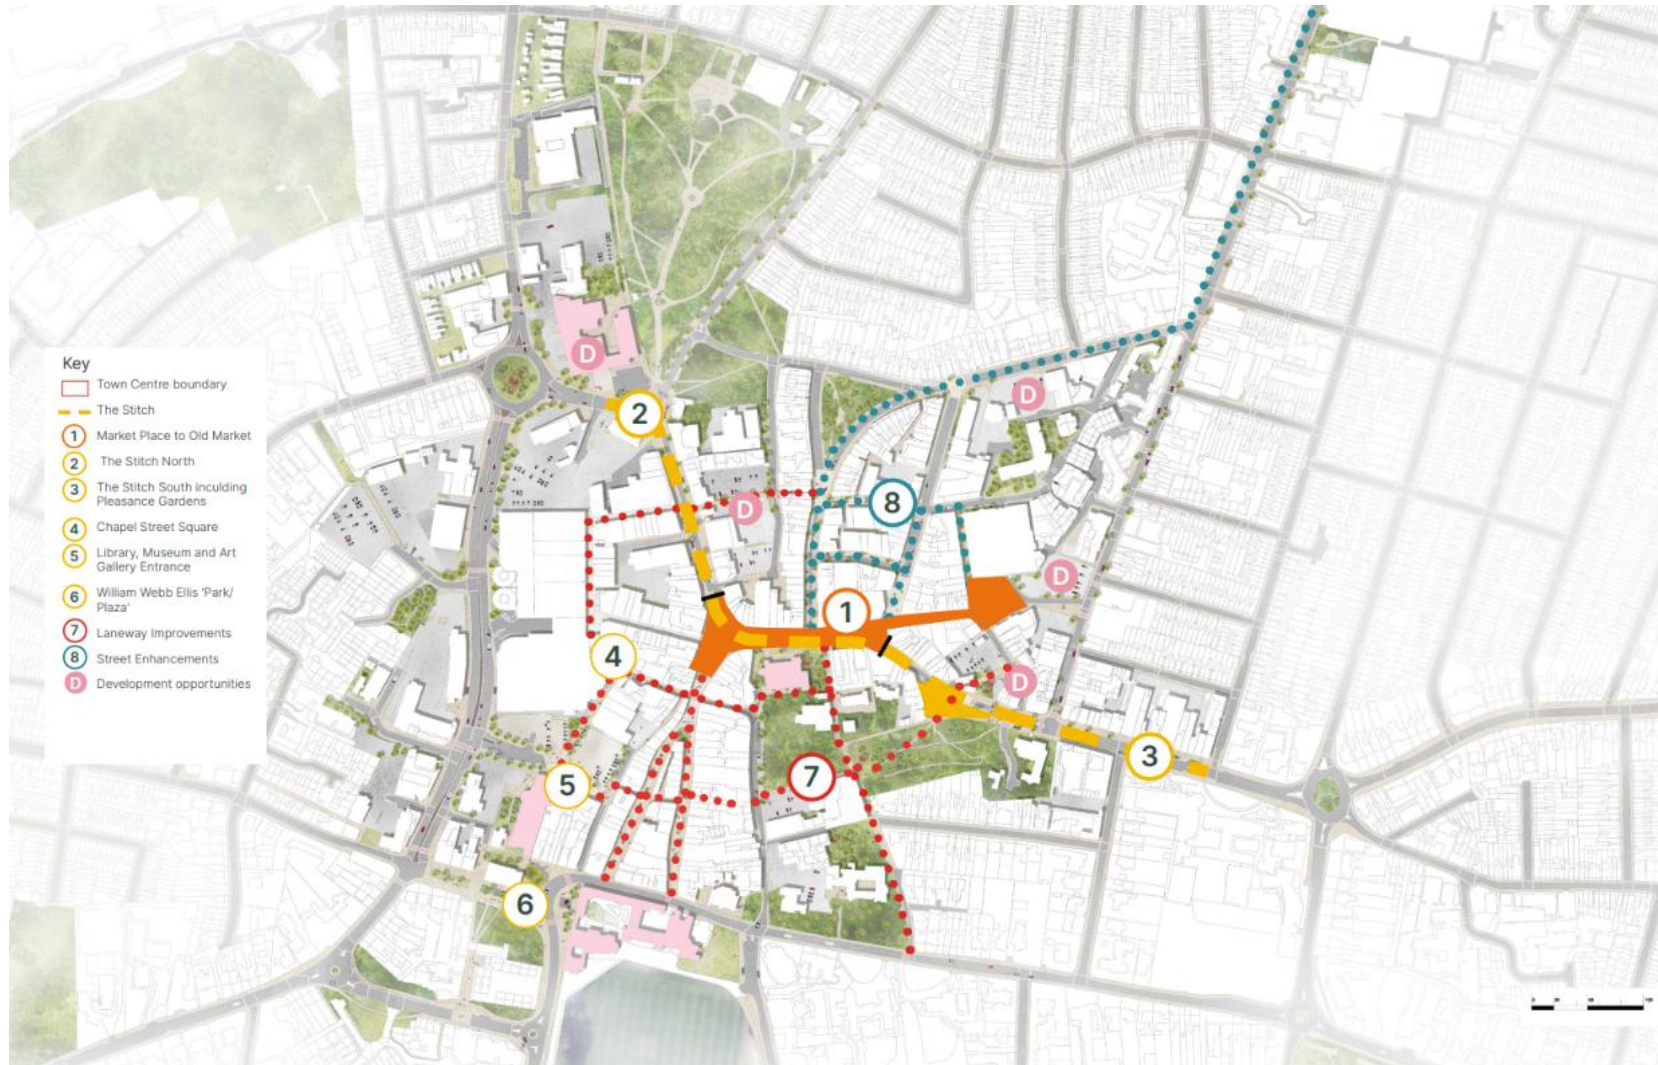 Key
Town Centre boundary
The Stitch
1 Market Place to Old Market
2 The Stitch North
3 The Stitch South Inculding
Pleasance Gardens
4 Chapel Street Square
5 Library, Museum and Art
Gallery Entrance
6 William Webb Ellis 'Park/
Plaza'
7 Laneway Improvements
8 Street Enhancements
D Development opportunities
D
2
D
D
8
D
1
4
D
3
7
5
6